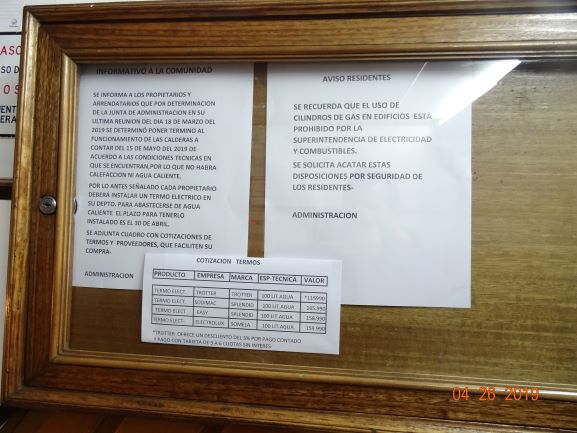 INFORMATIVO A LA COMUNIDAD
SE INFORMA A LOS PROPIETARIOS Y
ARRENDATARIOS QUE POR DETERMINACION
DE LA JUNTA DE ADMINISTRACION EN SU
ULTIMA REUNION DEL DIA 18 DE MARZO DEL
2019 SE DETERMINÓ PONER TERMINO AL
FUNCIONAMIENTO DE LAS CALDERAS A
CONTAR DEL 15 DE MAYO DEL 2019 DE
ACUERDO A LAS CONDICIONES TECNICAS EN
QUE SE ENCUENTRAN,POR LO QUE NO HABRA
CALEFACCION NI AGUA CALIENTE.
POR LO ANTES SEÑALADO CADA PROPIETARIO
DEBERÁ INSTALAR UN TERMO ELECTRICO EN
SU DEPTO. PARA ABASTECERSE DE AGUA
CALIENTE EL PLAZO PARA TENERLO
INSTALADO ES EL 30 DE ABRIL.
SE ADJUNTA CUADRO CON COTIZACIONES DE
TERMOS Y PROVEEDORES, QUE FACILITEN SU
COMPRA-
ADMINISTRACION
AVISO RESIDENTES
SE RECUERDA QUE EL USO DE
CILINDROS DE GAS EN EDIFICIOS ESTA
PROHIBIDO POR LA
SUPERINTENDENCIA DE ELECTRICIDAD
Y COMBUSTIBLES.
SE SOLICITA ACATAR ESTAS
DISPOSICIONES POR SEGURIDAD DE
LOS RESIDENTES-
ADMINISTRACION
COTIZACIÓN TERMOS
PRODUCTO EMPRESA MARCA ESP-TECNICA VALOR
TERMO ELECT. TROTTER TROTTER 100 LIT.AGUA *115990
TERMO ELECT. SODIMAC SPLENDID 100 LIT.AGUA 165.990
TERMO ELECT. EASY SPLENDID 100 LIT.AGUA 158.990
TERMO ELECT- ELECTROLUX SOMELA 100 LIT.AGUA 159.990
*TROTTER OFRECE UN DESCUENTO DEL 5% POR PAGO CONTADO
Y PAGO CON TARJETA DE 3 A 6 CUOTAS SIN INTERES-
04 26 2019